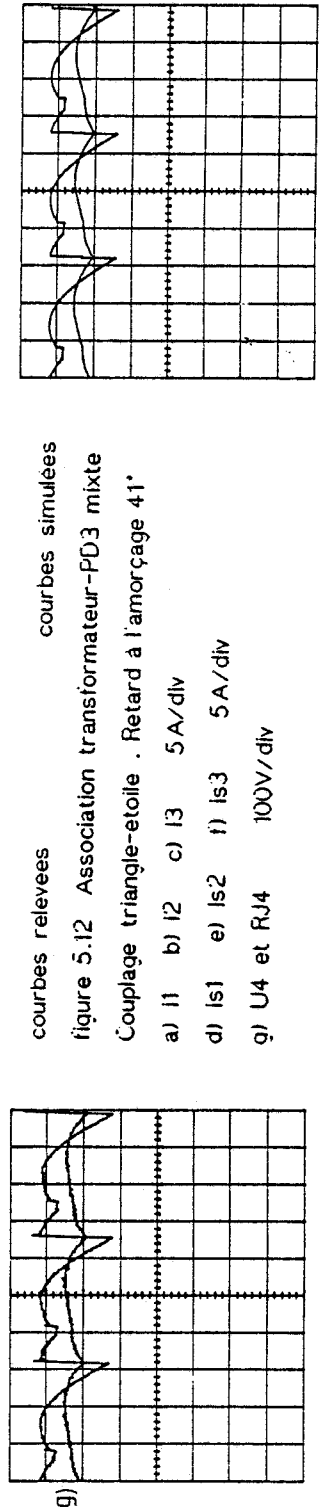 g)
courbes relevees courbes simulées
figure 5.12 Association transformateur-PD3 mixte
Couplage triangle-etoile . Retard à l'amorçage 41°
a) I1 b) I2 c) I3 5 A/div
d) Is1 e) Is2 f) Is3 5 A/div
g) U4 et RJ4 100V/div